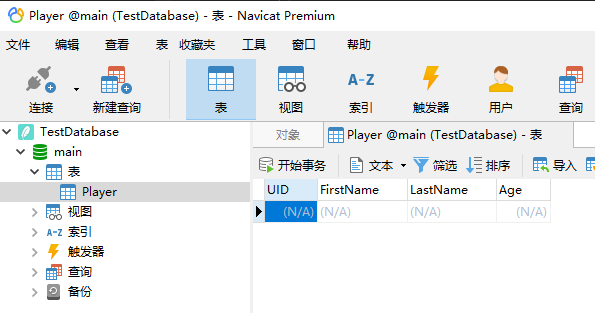 Player @main (TestDatabase) - 表 - Navicat Premium
文件 编辑 查看 表 收藏夹 工具 窗口 帮助
连接 新建查询 表 视图 A-Z 索引 触发器 用户 查询
TestDatabase
main
表
Player
视图
A-Z 索引
触发器
查询
备份
对象 Player @main (TestDatabase) - 表
开始事务 文本 筛选 排序 导入
UID FirstName LastName Age
(N/A) (N/A) (N/A) (N/A)